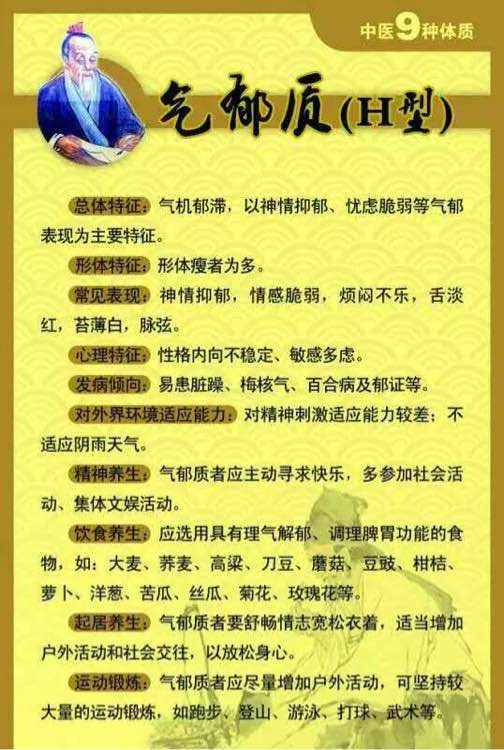 中医9种体质
气郁质(H型)
总体特征：气机郁滞，以神情抑郁、忧虑脆弱等气郁
表现为主要特征。
形体特征：形体瘦者为多。
常见表现：神情抑郁，情感脆弱，烦闷不乐，舌淡
红，苔薄白，脉弦。
心理特征：性格内向不稳定、敏感多虑。
发病倾向：易患脏躁、梅核气、百合病及郁证等。
对外界环境适应能力：对精神刺激适应能力较差；不
适应阴雨天气。
精神养生：气郁质者应主动寻求快乐，多参加社会活
动、集体文娱活动。
饮食养生：应选用具有理气解郁、调理脾胃功能的食
物，如：大麦、荞麦、高梁、刀豆、蘑菇、豆豉、柑桔、
萝卜、洋葱、苦瓜、丝瓜、菊花、玫瑰花等。
起居养生：气郁质者要舒畅情志宽松衣着，适当增加
户外活动和社会交往，以放松身心。
运动锻炼：气郁质者应尽量增加户外活动，可坚持较
大量的运动锻炼，如跑步、登山、游泳、打球、武术等。